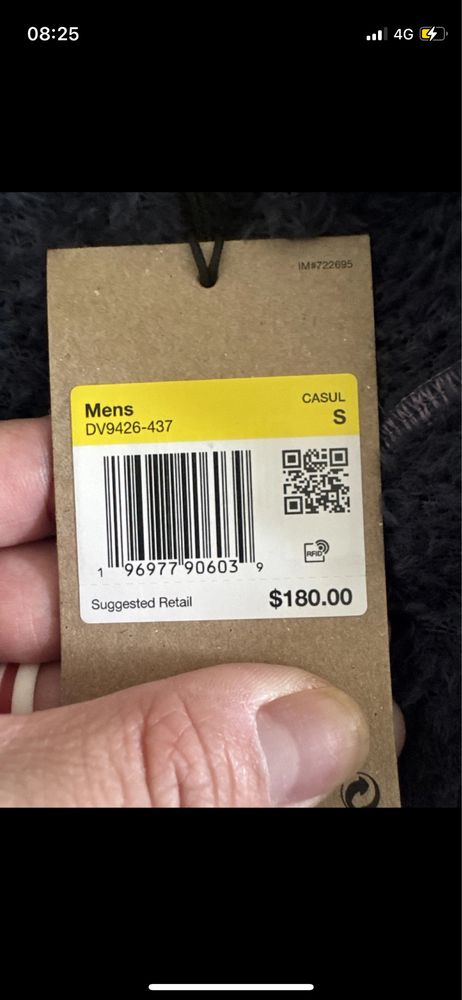 08:25
4G
IM#722695
Mens
CASUL
DV9426-437
S
1 96977 90603 9
RFID
Suggested Retail
$180.00